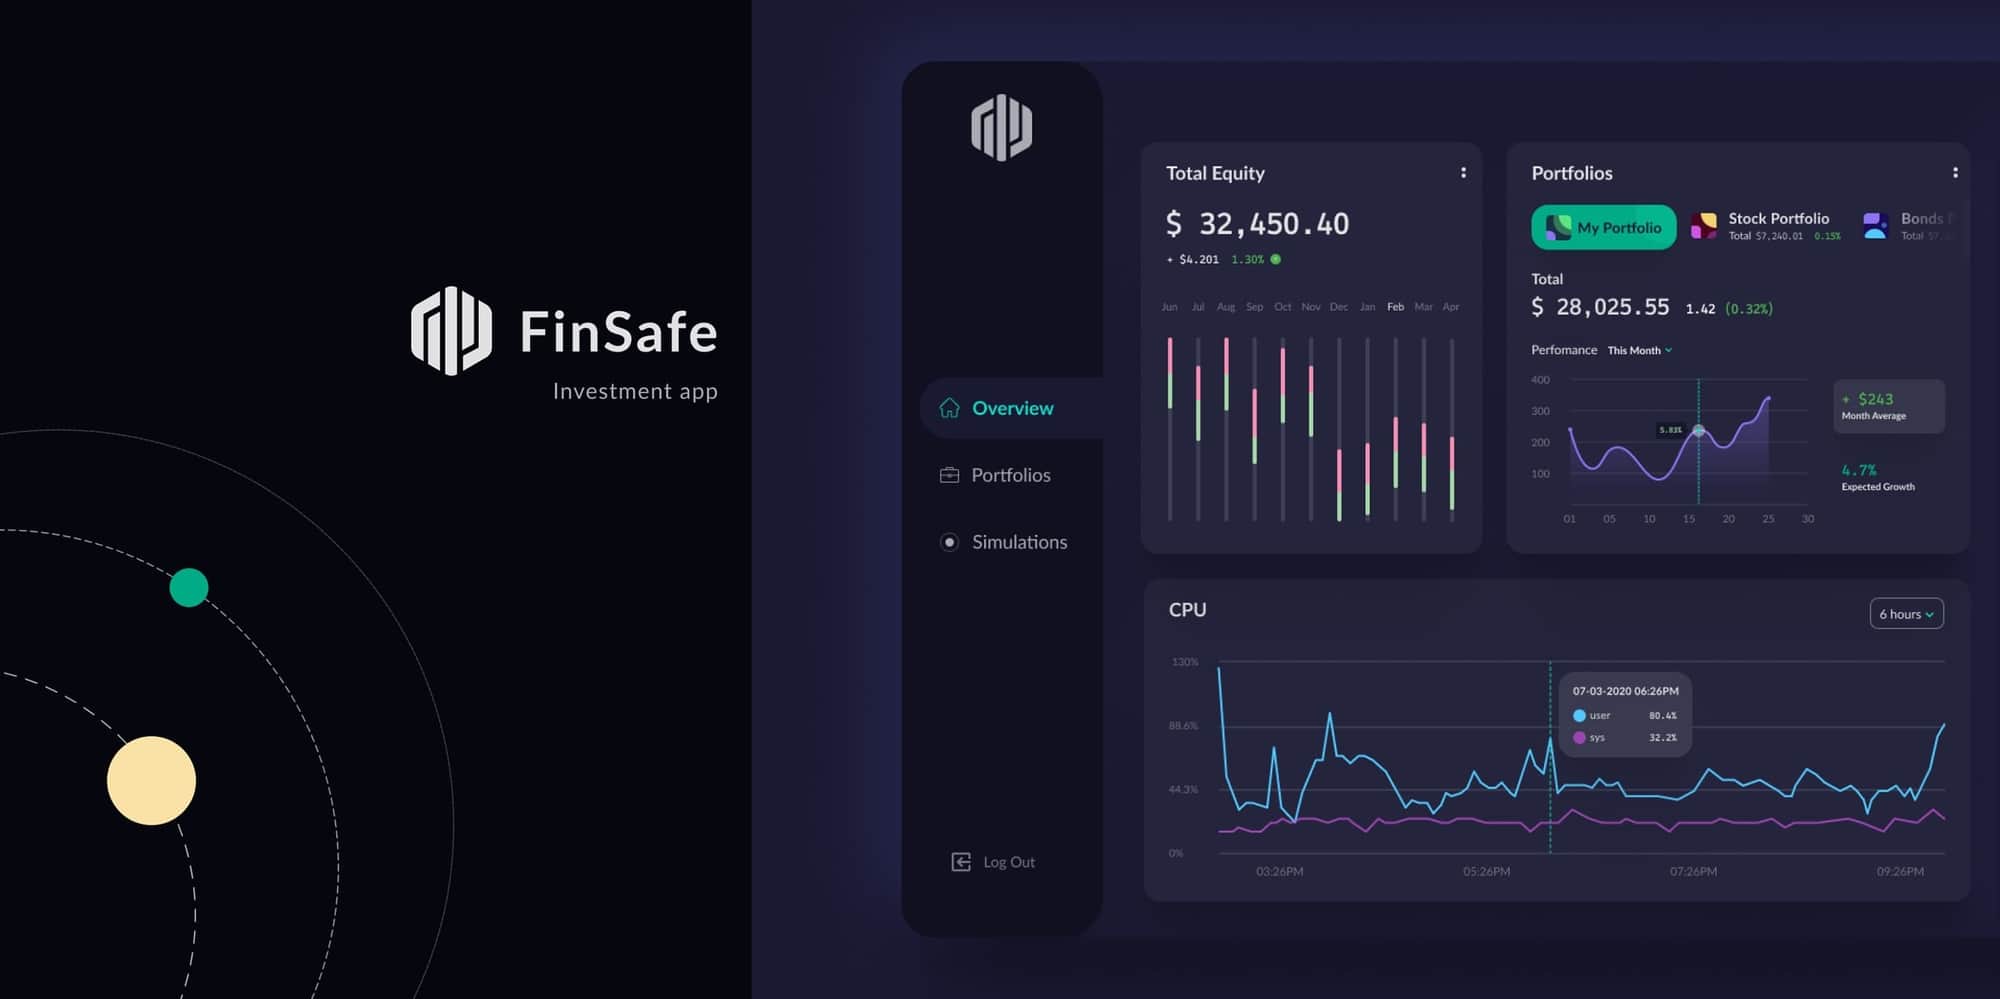 FinSafe
Investment app
Overview
Portfolios
Simulations
Log Out
Total Equity
$ 32,450.40
+ $4.201 1.30%
Jun Jul Aug Sep Oct Nov Dec Jan Feb Mar Apr
Portfolios
My Portfolio
Stock Portfolio
Total $7,240.01 0.15%
Bonds
Total
Total
$ 28,025.55 1.42 (0.32%)
Perfomance This Month
400
300
200
100
5.83%
01 05 10 15 20 25 30
+ $243
Month Average
4.7%
Expected Growth
CPU
6 hours
130%
88.6%
44.3%
0%
07-03-2020 06:26PM
user 80.4%
sys 32.2%
03:26PM 05:26PM 07:26PM 09:26PM